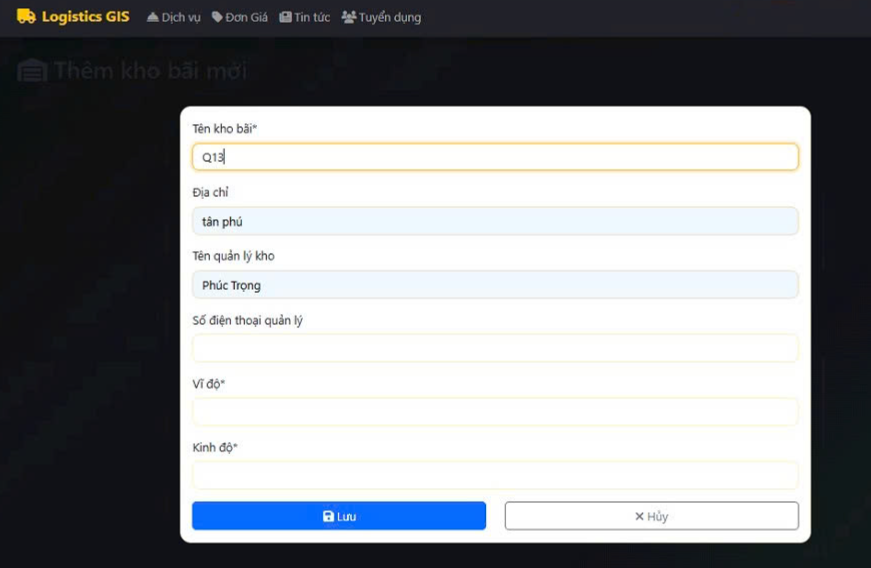 Logistics GIS Dịch vụ Đơn Giá Tin tức Tuyển dụng
Thêm kho bãi mới
Tên kho bãi*
Q13
Địa chỉ
tân phú
Tên quản lý kho
Phúc Trọng
Số điện thoại quản lý
Vĩ độ*
Kinh độ*
Lưu Hủy